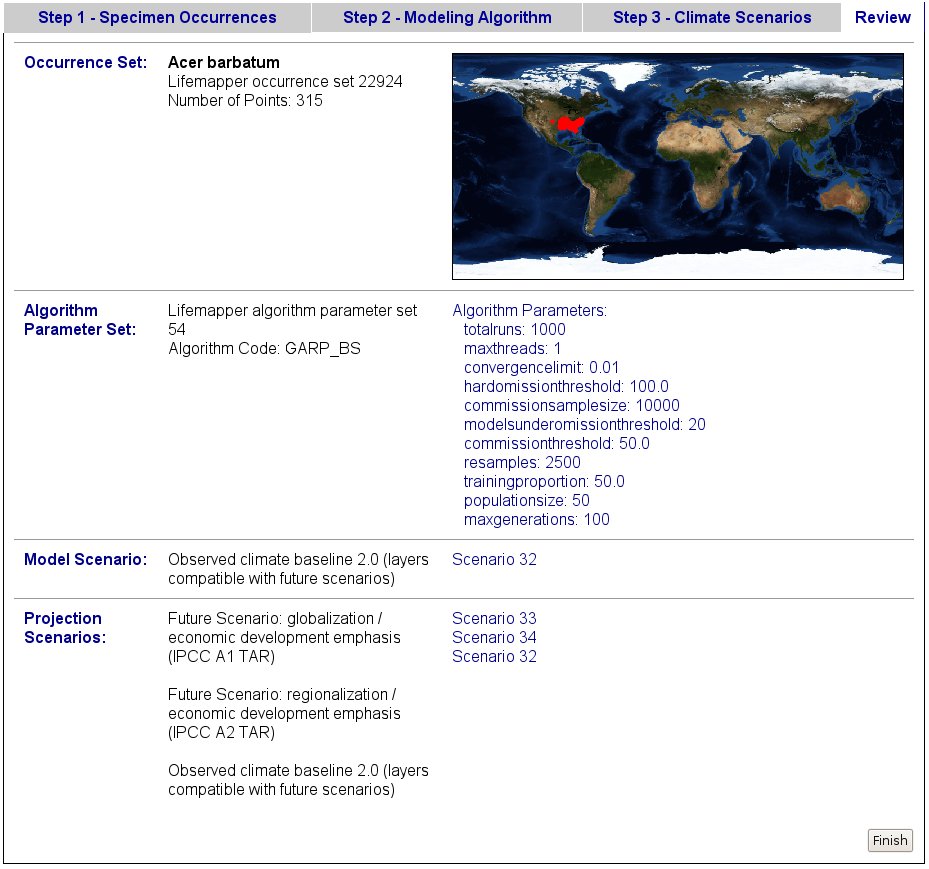 Step 1 - Specimen Occurrences Step 2 - Modeling Algorithm Step 3 - Climate Scenarios Review
Occurrence Set:
Acer barbatum
Lifemapper occurrence set 22924
Number of Points: 315
Algorithm
Parameter Set:
Lifemapper algorithm parameter set
54
Algorithm Code: GARP_BS
Algorithm Parameters:
totalruns: 1000
maxthreads: 1
convergencelimit: 0.01
hardomissionthreshold: 100.0
commissionsamplesize: 10000
modelsunderomissionthreshold: 20
commissionthreshold: 50.0
resamples: 2500
trainingproportion: 50.0
populationsize: 50
maxgenerations: 100
Model Scenario:
Observed climate baseline 2.0 (layers
compatible with future scenarios)
Scenario 32
Projection
Scenarios:
Future Scenario: globalization /
economic development emphasis
(IPCC A1 TAR)
Future Scenario: regionalization /
economic development emphasis
(IPCC A2 TAR)
Observed climate baseline 2.0 (layers
compatible with future scenarios)
Scenario 33
Scenario 34
Scenario 32
Finish